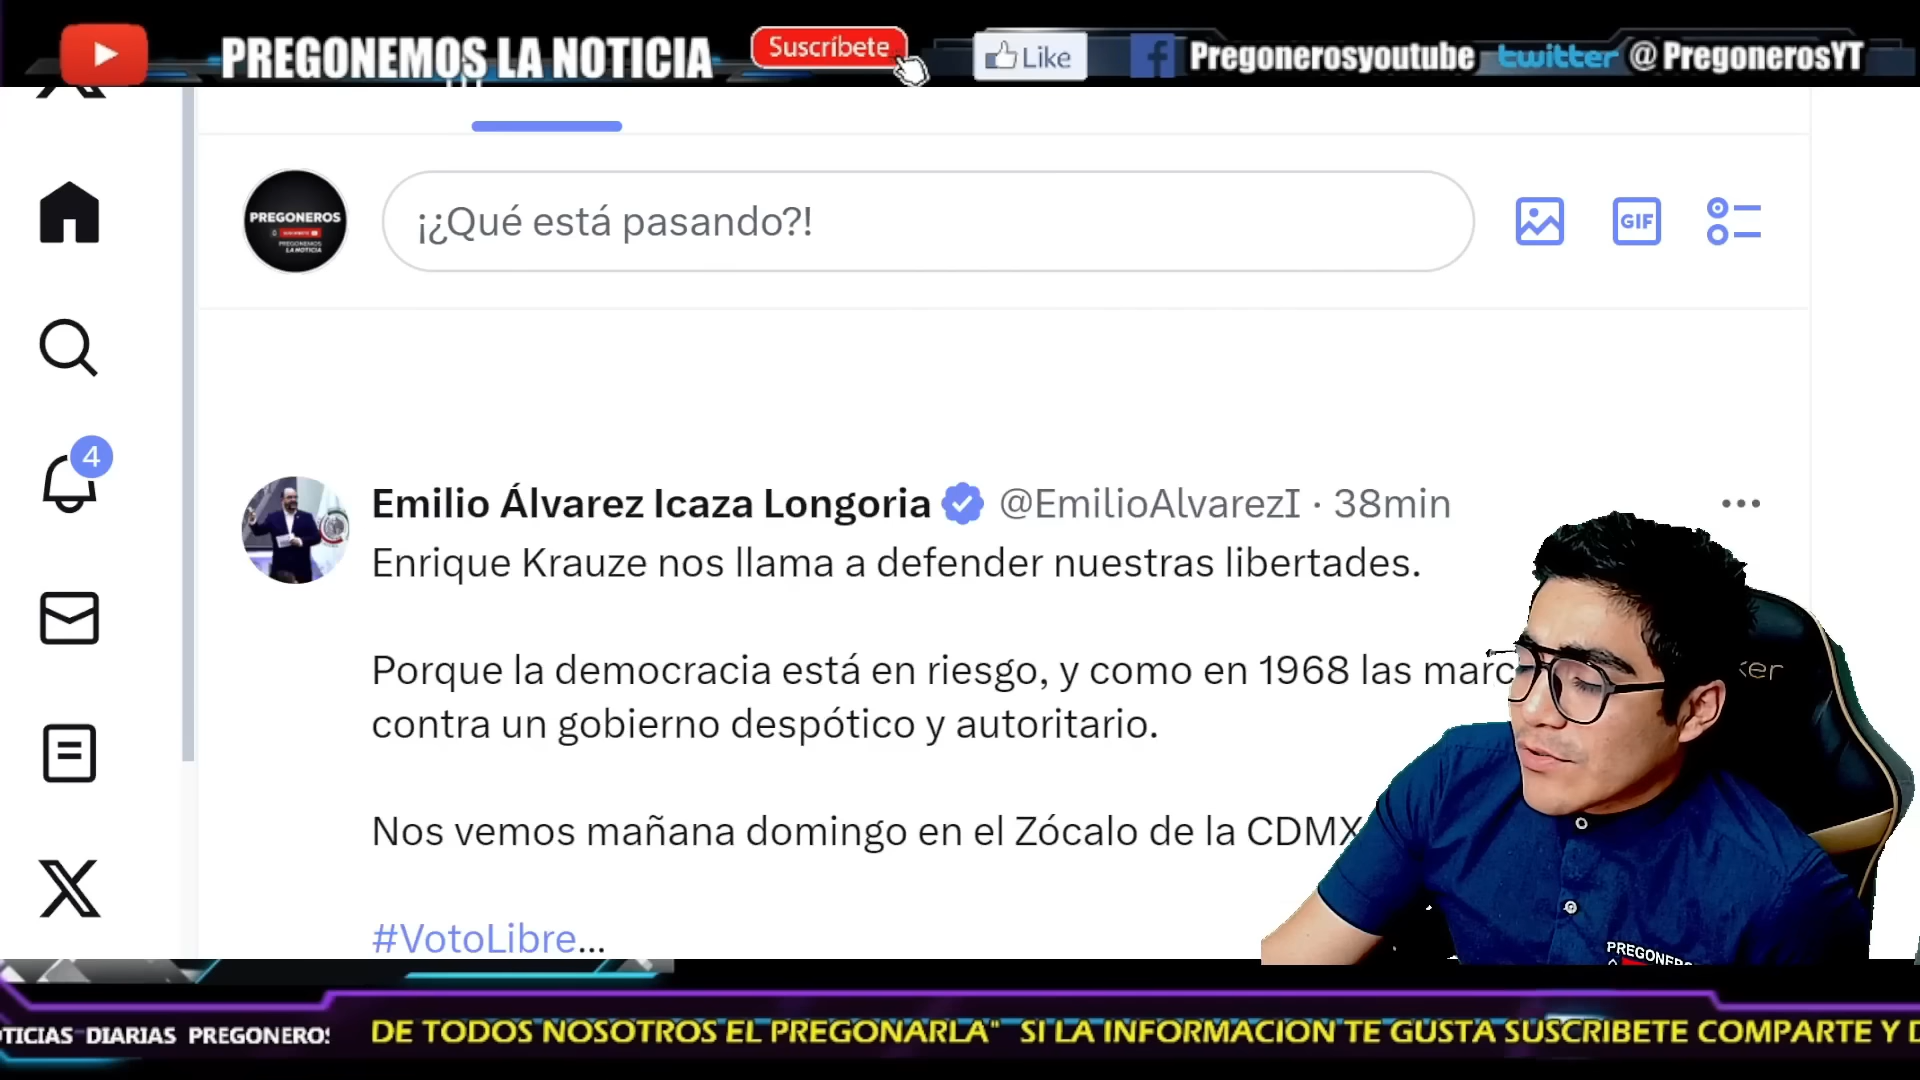 PREGONEMOS LA NOTICIA
Suscríbete
Like
Pregonerosyoutube
twitter @PregonerosYT
PREGONEROS
PREGONEMOS
LA NOTICIA
¡¿Qué está pasando?!
GIF
4
Emilio Álvarez Icaza Longoria @EmilioAlvarezI · 38min
Enrique Krauze nos llama a defender nuestras libertades.
Porque la democracia está en riesgo, y como en 1968 las marc
contra un gobierno despótico y autoritario.
Nos vemos mañana domingo en el Zócalo de la CDMX
#VotoLibre...
ker
PREGONER
TICIAS DIARIAS PREGONEROS
DE TODOS NOSOTROS EL PREGONARLA" SI LA INFORMACION TE GUSTA SUSCRIBETE COMPARTE Y D